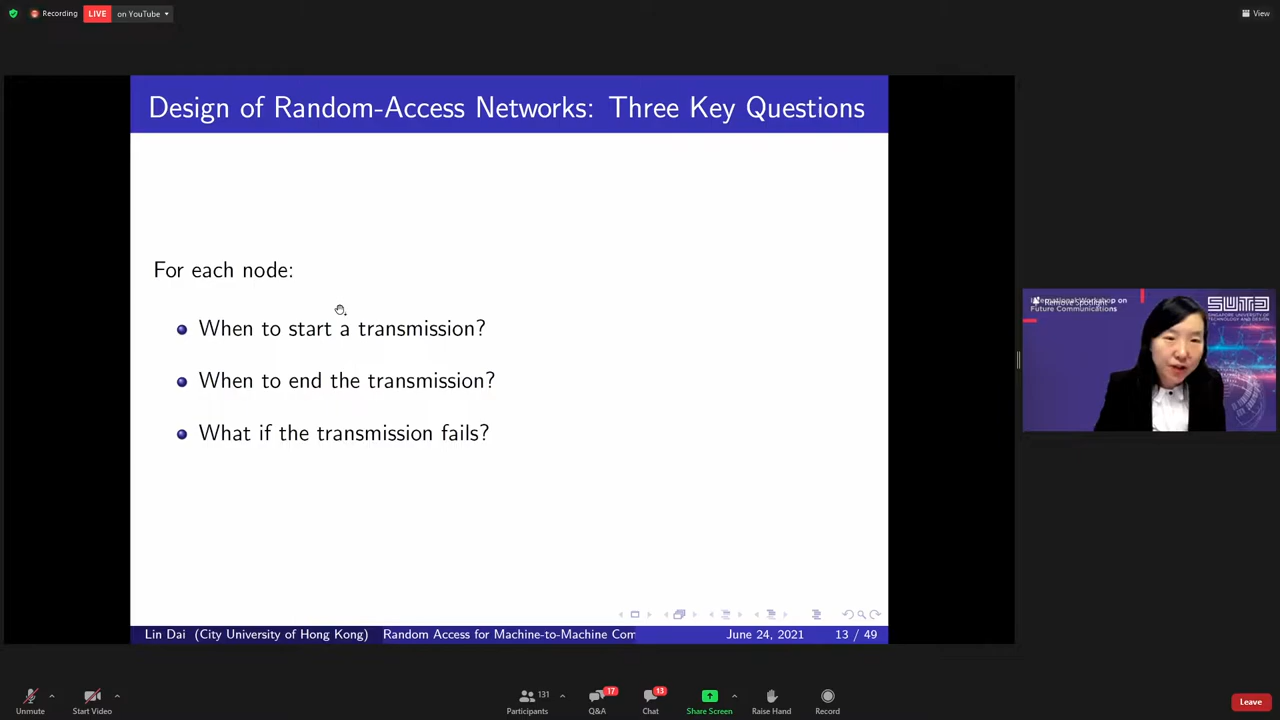 Recording
LIVE
on YouTube
View
Design of Random-Access Networks: Three Key Questions
For each node:
When to start a transmission?
When to end the transmission?
What if the transmission fails?
Lin Dai (City University of Hong Kong)
Random Access for Machine-to-Machine Com
June 24, 2021
13 / 49
Remove Spotlight
International Workshop on
Future Communications
SUTD
SINGAPORE UNIVERSITY OF
TECHNOLOGY AND DESIGN
Unmute
Start Video
131
Participants
17
Q&A
13
Chat
Share Screen
Raise Hand
Record
Leave